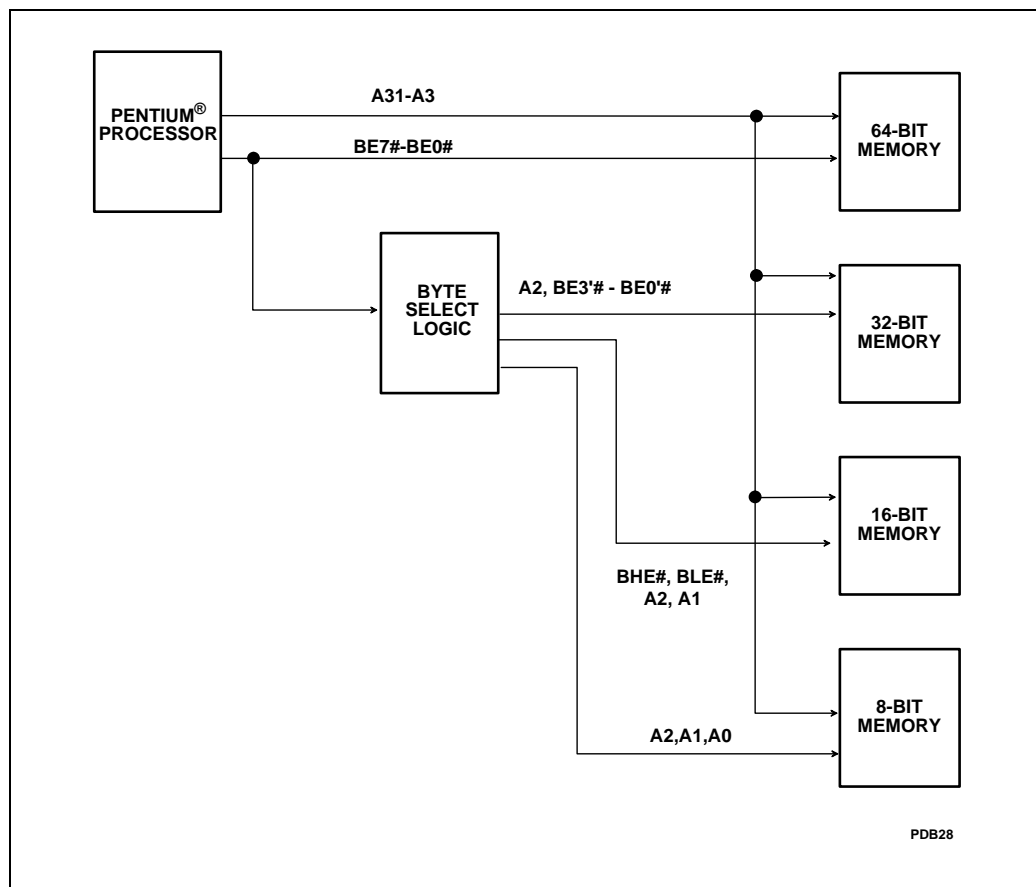 PENTIUM®
PROCESSOR
A31-A3
BE7#-BE0#
64-BIT
MEMORY
BYTE
SELECT
LOGIC
A2, BE3'# - BE0'#
32-BIT
MEMORY
16-BIT
MEMORY
BHE#, BLE#,
A2, A1
8-BIT
MEMORY
A2,A1,A0
PDB28